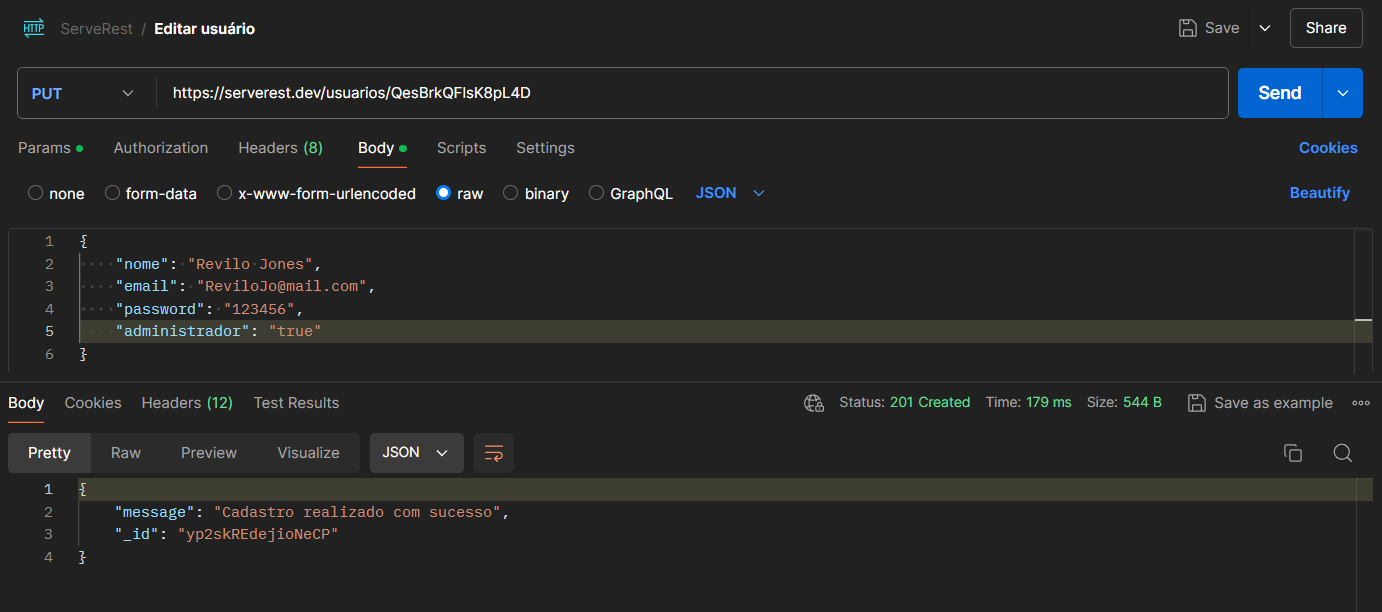 HTTP ServeRest / Editar usuário Save Share
PUT https://serverest.dev/usuarios/QesBrkQFlsK8pL4D Send
Params Authorization Headers (8) Body Scripts Settings Cookies
none form-data x-www-form-urlencoded raw binary GraphQL JSON Beautify
1 {
2 "nome": "Revilo Jones",
3 "email": "ReviloJo@mail.com",
4 "password": "123456",
5 "administrador": "true"
6 }
Body Cookies Headers (12) Test Results Status: 201 Created Time: 179 ms Size: 544 B Save as example
Pretty Raw Preview Visualize JSON
1 {
2 "message": "Cadastro realizado com sucesso",
3 "_id": "yp2skREdejioNeCP"
4 }